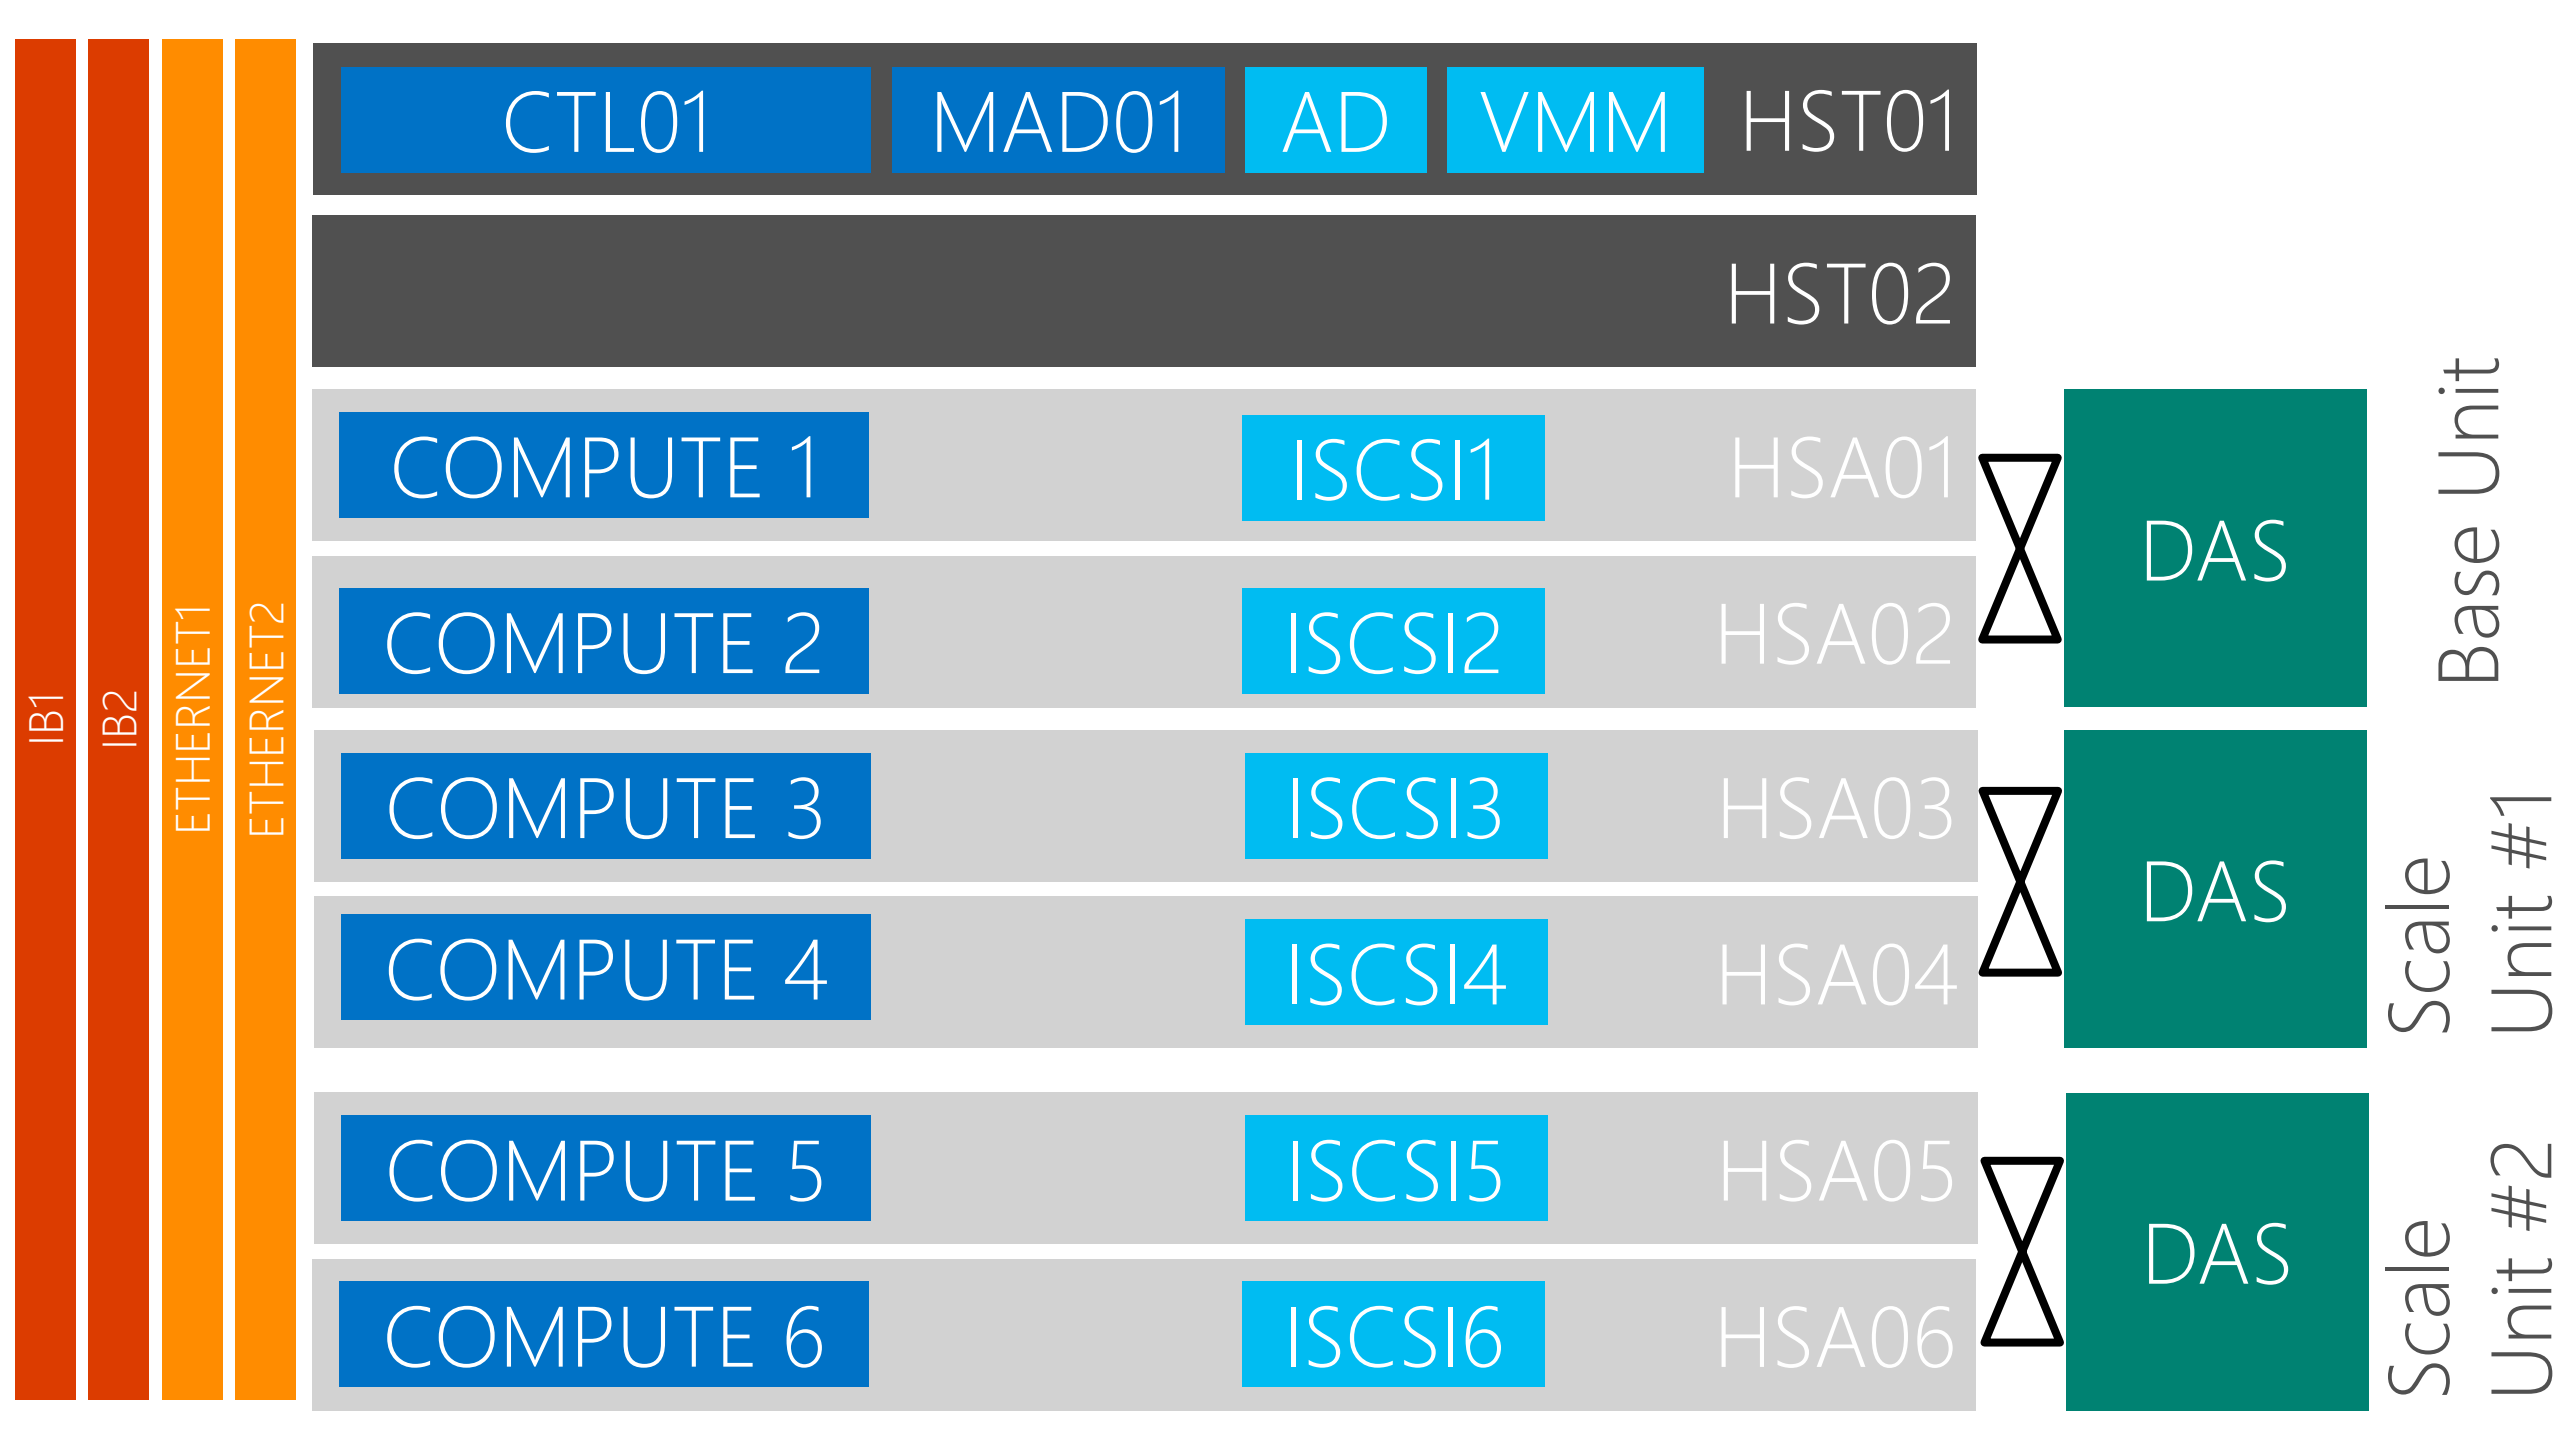 IB1
IB2
ETHERNET1
ETHERNET2
CTL01
MAD01
AD
VMM
HST01
HST02
COMPUTE 1
ISCSI1
HSA01
COMPUTE 2
ISCSI2
HSA02
DAS
Base Unit
COMPUTE 3
ISCSI3
HSA03
COMPUTE 4
ISCSI4
HSA04
DAS
Scale
Unit #1
COMPUTE 5
ISCSI5
HSA05
COMPUTE 6
ISCSI6
HSA06
DAS
Scale
Unit #2